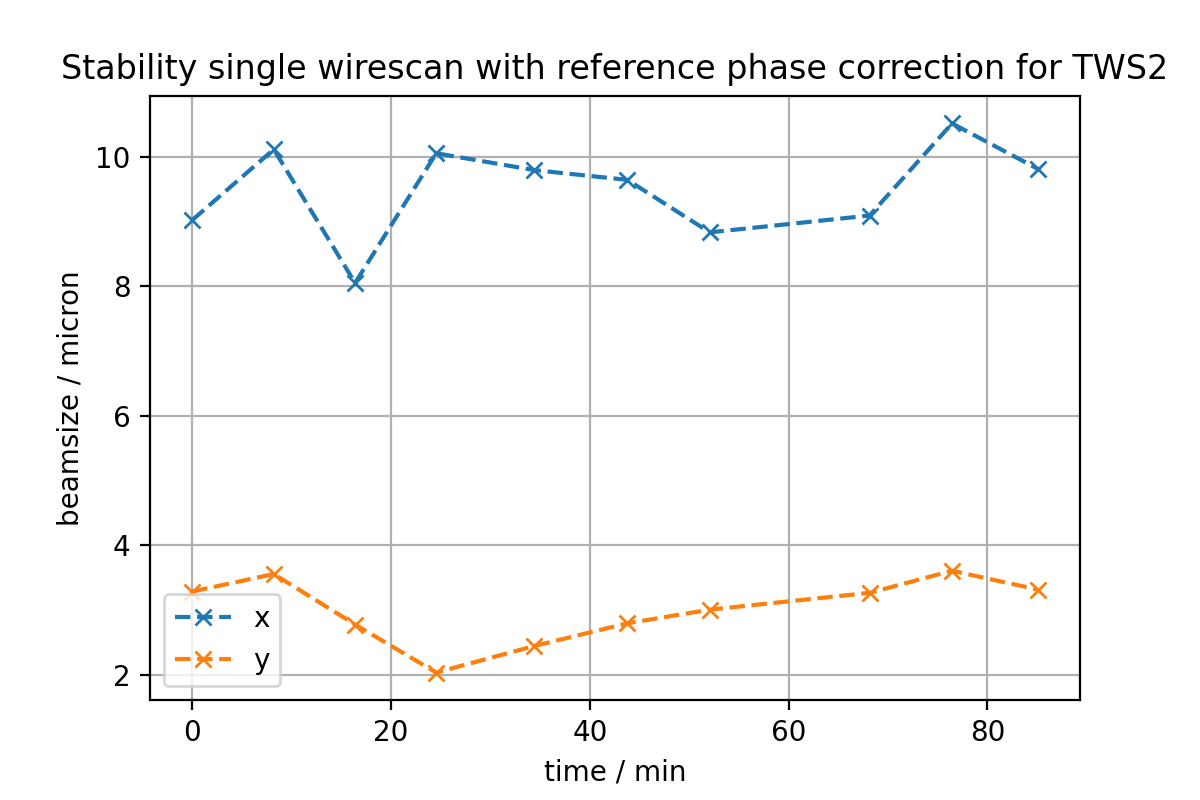 Stability single wirescan with reference phase correction for TWS2
10
8
6
4
2
beamsize / micron
x
y
0 20 40 60 80
time / min